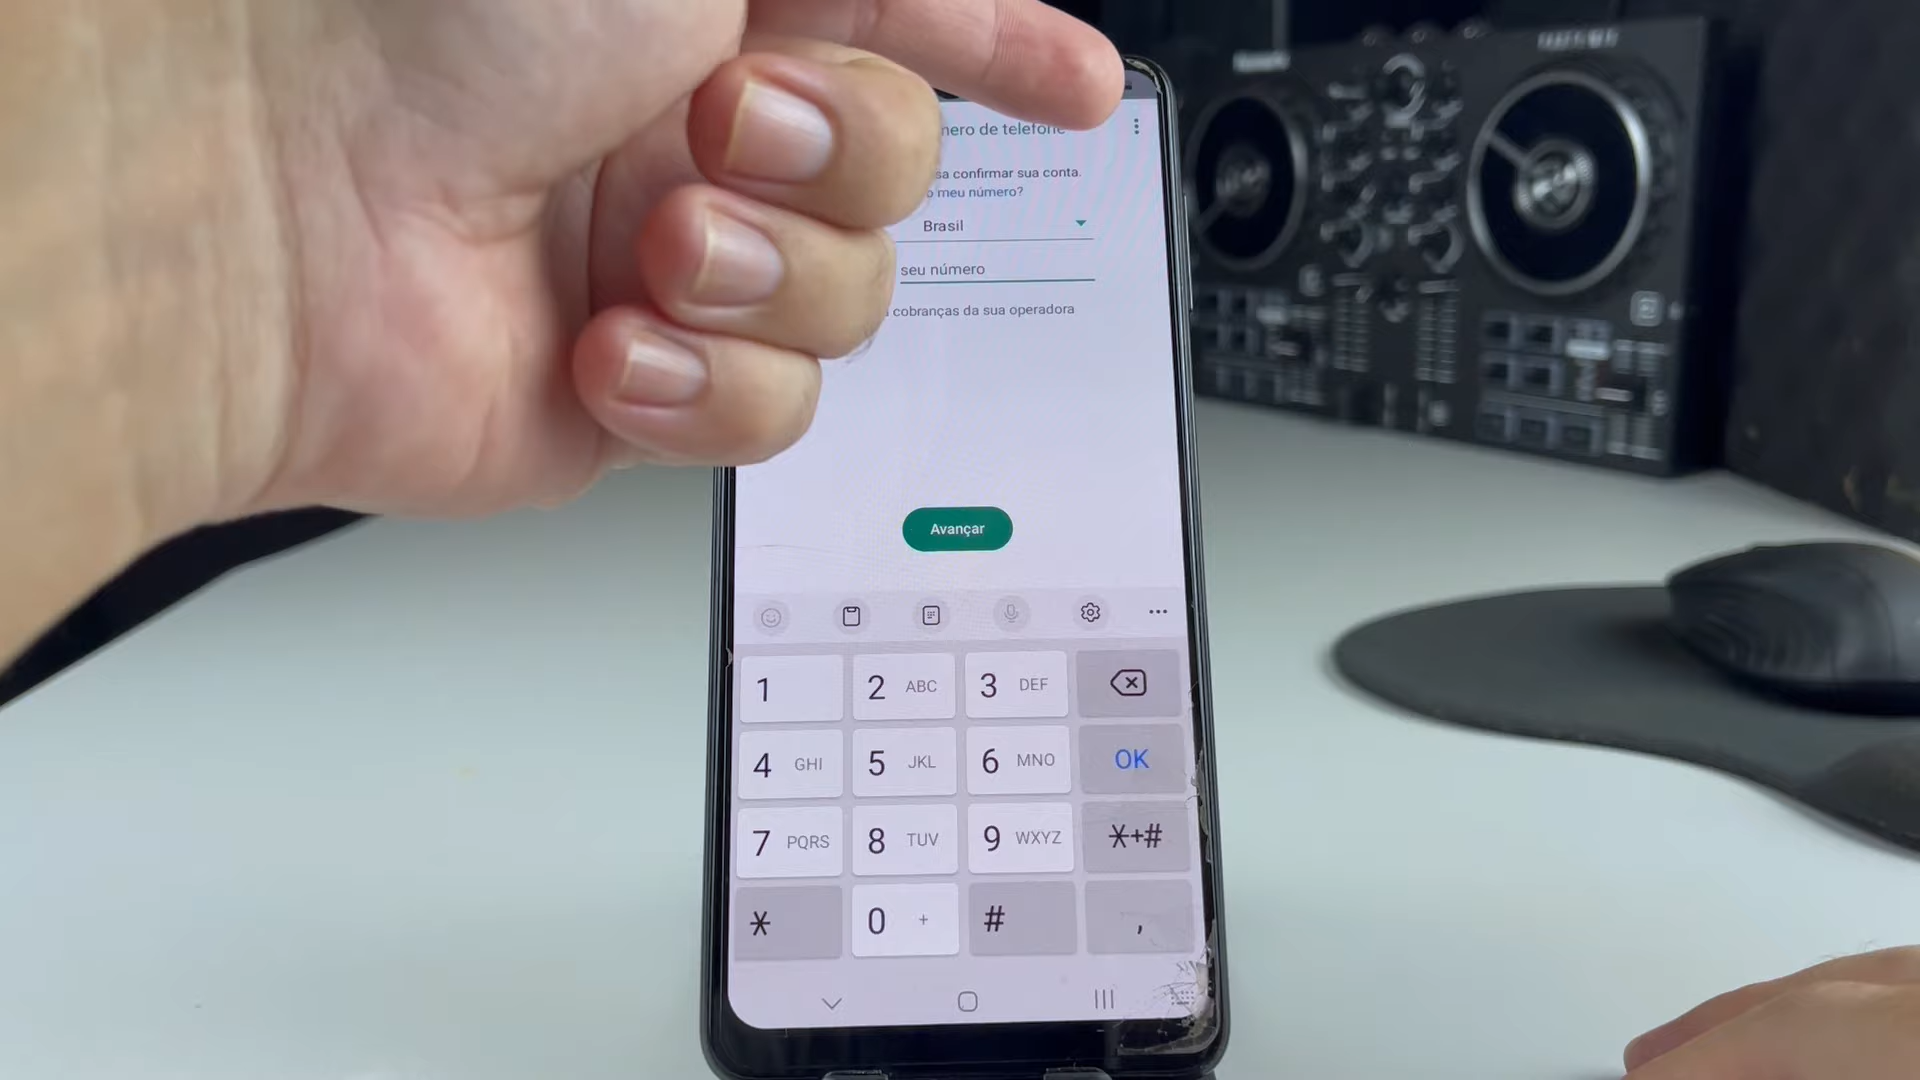 nero de telefone
sa confirmar sua conta.
o meu número?
Brasil
seu número
cobranças da sua operadora
Avançar
1
2 ABC
3 DEF
4 GHI
5 JKL
6 MNO
OK
7 PQRS
8 TUV
9 WXYZ
*+#
*
0 +
#
,